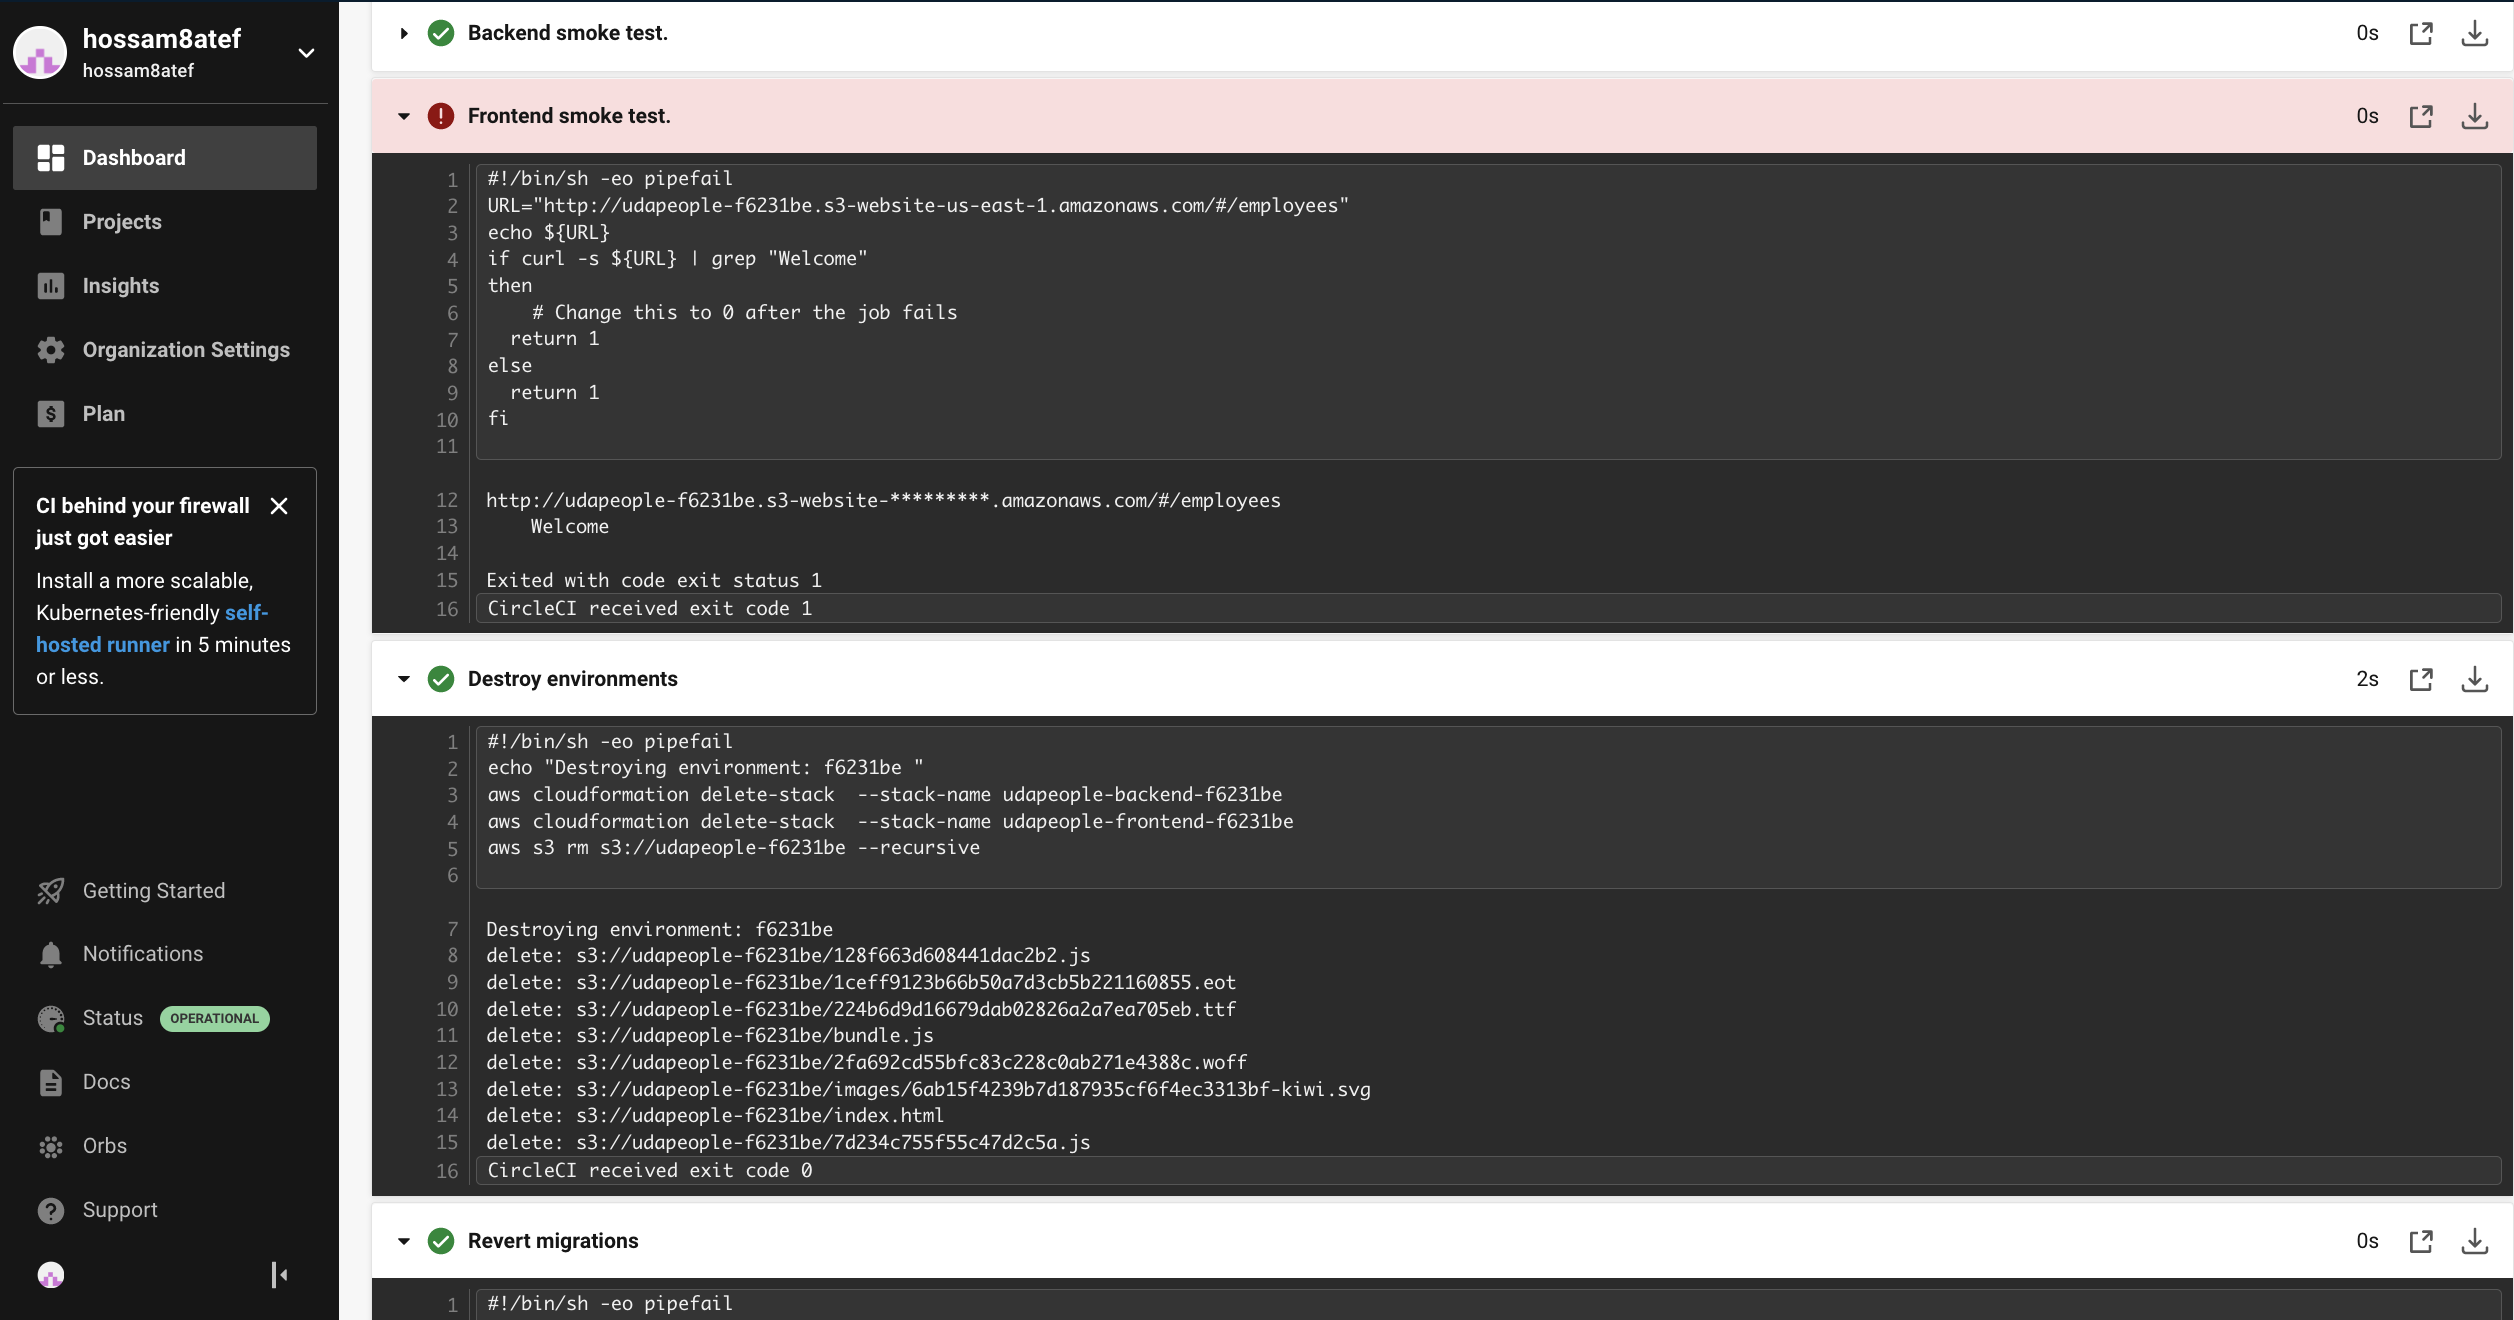 hossam8atef
hossam8atef
Dashboard
Projects
Insights
Organization Settings
Plan
CI behind your firewall
just got easier
Install a more scalable,
Kubernetes-friendly self-
hosted runner in 5 minutes
or less.
Getting Started
Notifications
Status OPERATIONAL
Docs
Orbs
Support
Backend smoke test. 0s
Frontend smoke test. 0s
1 #!/bin/sh -eo pipefail
2 URL="http://udapeople-f6231be.s3-website-us-east-1.amazonaws.com/#/employees"
3 echo ${URL}
4 if curl -s ${URL} | grep "Welcome"
5 then
6     # Change this to 0 after the job fails
7   return 1
8 else
9   return 1
10 fi
11
12 http://udapeople-f6231be.s3-website-*********.amazonaws.com/#/employees
13     Welcome
14
15 Exited with code exit status 1
16 CircleCI received exit code 1
Destroy environments 2s
1 #!/bin/sh -eo pipefail
2 echo "Destroying environment: f6231be "
3 aws cloudformation delete-stack  --stack-name udapeople-backend-f6231be
4 aws cloudformation delete-stack  --stack-name udapeople-frontend-f6231be
5 aws s3 rm s3://udapeople-f6231be --recursive
6
7 Destroying environment: f6231be
8 delete: s3://udapeople-f6231be/128f663d608441dac2b2.js
9 delete: s3://udapeople-f6231be/1ceff9123b66b50a7d3cb5b221160855.eot
10 delete: s3://udapeople-f6231be/224b6d9d16679dab02826a2a7ea705eb.ttf
11 delete: s3://udapeople-f6231be/bundle.js
12 delete: s3://udapeople-f6231be/2fa692cd55bfc83c228c0ab271e4388c.woff
13 delete: s3://udapeople-f6231be/images/6ab15f4239b7d187935cf6f4ec3313bf-kiwi.svg
14 delete: s3://udapeople-f6231be/index.html
15 delete: s3://udapeople-f6231be/7d234c755f55c47d2c5a.js
16 CircleCI received exit code 0
Revert migrations 0s
1 #!/bin/sh -eo pipefail